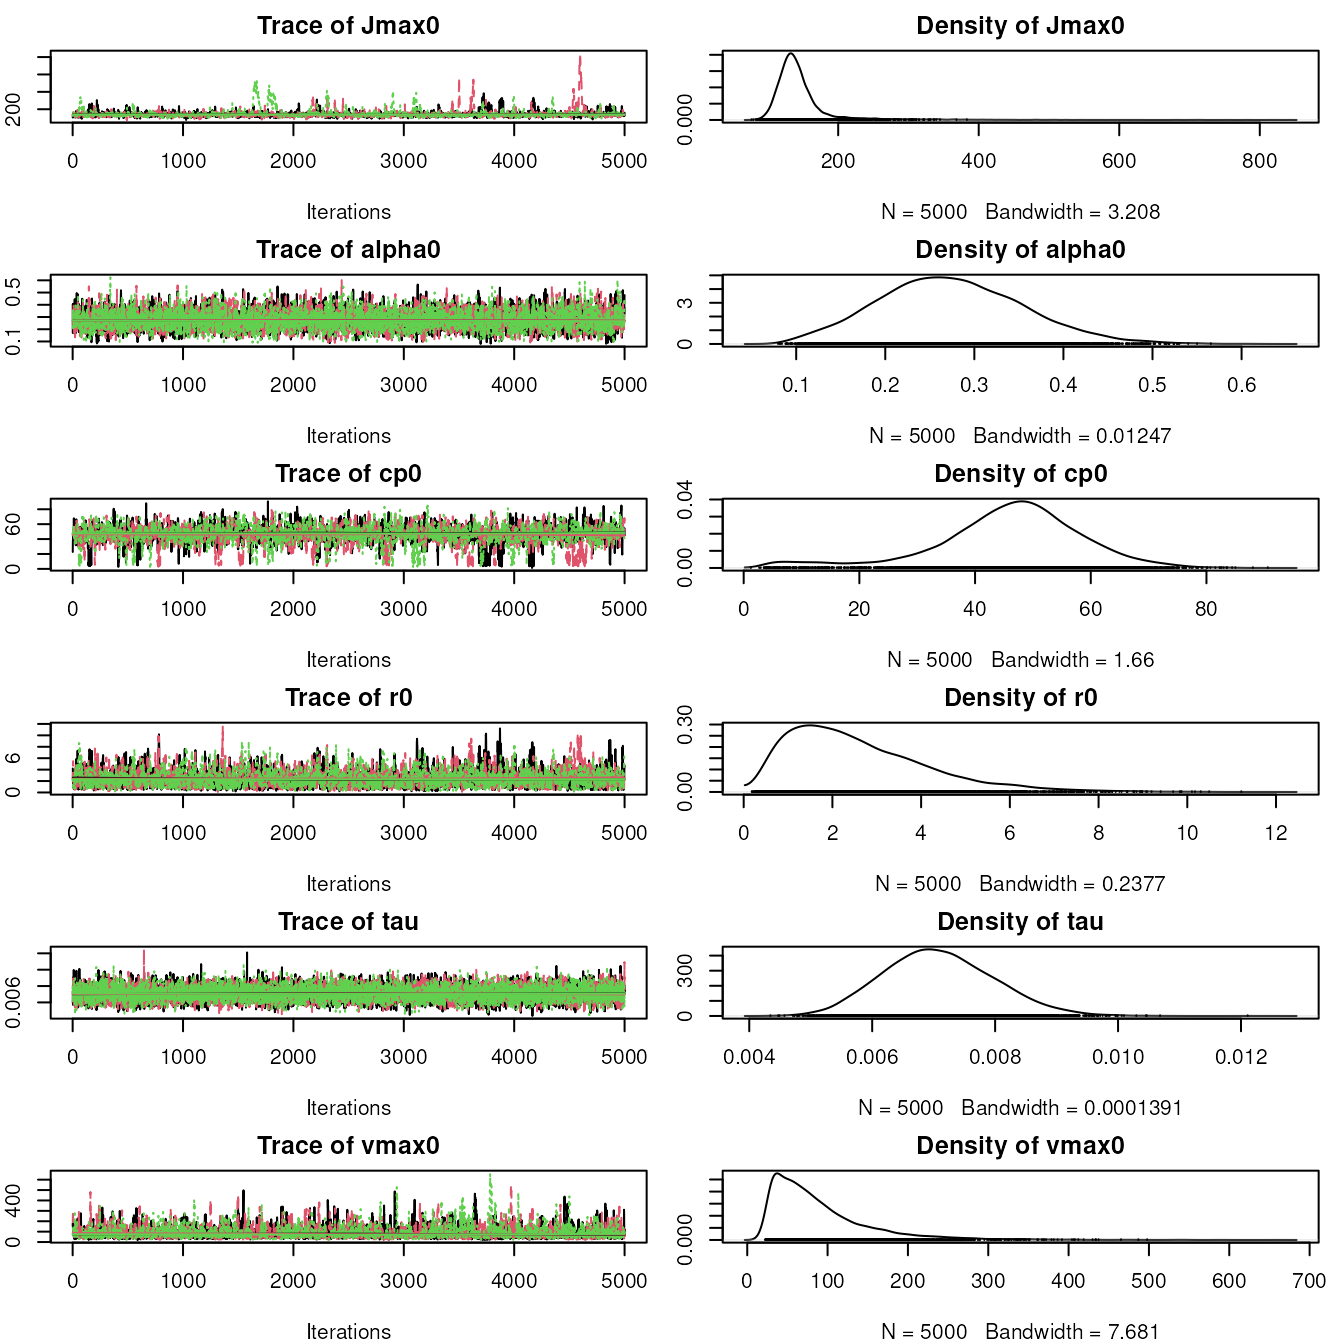 Trace of Jmax0
200
0 1000 2000 3000 4000 5000
Iterations
Density of Jmax0
0.000
200 400 600 800
N = 5000 Bandwidth = 3.208
Trace of alpha0
0.1 0.5
0 1000 2000 3000 4000 5000
Iterations
Density of alpha0
0 3
0.1 0.2 0.3 0.4 0.5 0.6
N = 5000 Bandwidth = 0.01247
Trace of cp0
0 60
0 1000 2000 3000 4000 5000
Iterations
Density of cp0
0.00 0.04
0 20 40 60 80
N = 5000 Bandwidth = 1.66
Trace of r0
0 6
0 1000 2000 3000 4000 5000
Iterations
Density of r0
0.00 0.30
0 2 4 6 8 10 12
N = 5000 Bandwidth = 0.2377
Trace of tau
0.006
0 1000 2000 3000 4000 5000
Iterations
Density of tau
0 300
0.004 0.006 0.008 0.010 0.012
N = 5000 Bandwidth = 0.0001391
Trace of vmax0
0 400
0 1000 2000 3000 4000 5000
Iterations
Density of vmax0
0.000
0 100 200 300 400 500 600 700
N = 5000 Bandwidth = 7.681